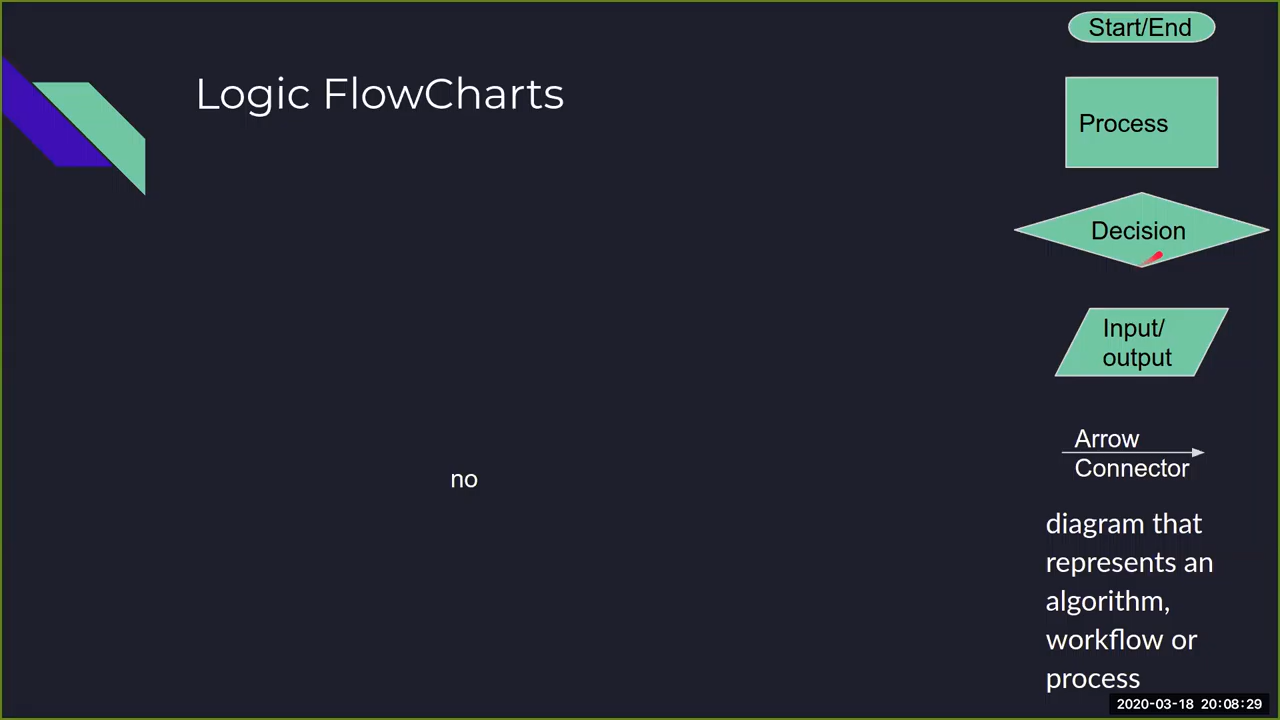 Logic FlowCharts
no
Start/End
Process
Decision
Input/
output
Arrow
Connector
diagram that
represents an
algorithm,
workflow or
process
2020-03-18 20:08:29